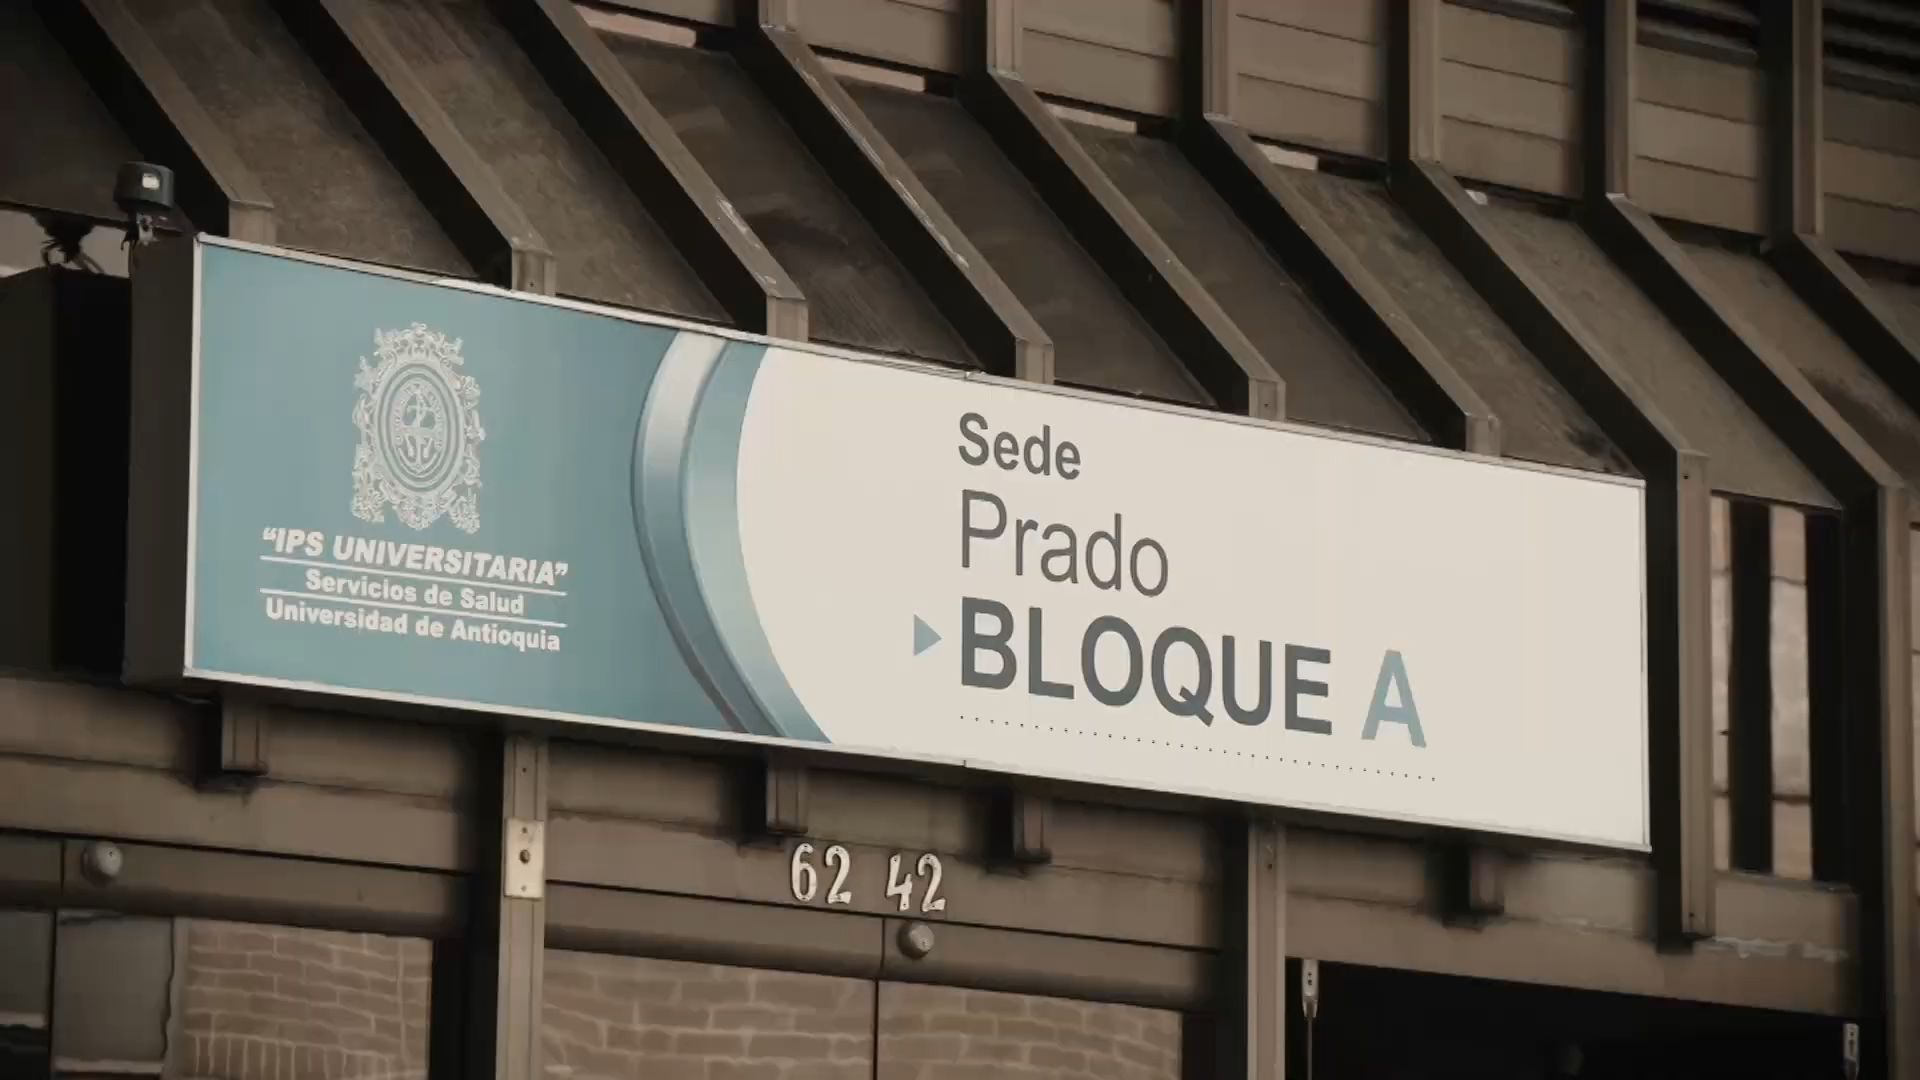 “IPS UNIVERSITARIA”
Servicios de Salud
Universidad de Antioquia
Sede
Prado
BLOQUE A
62 42